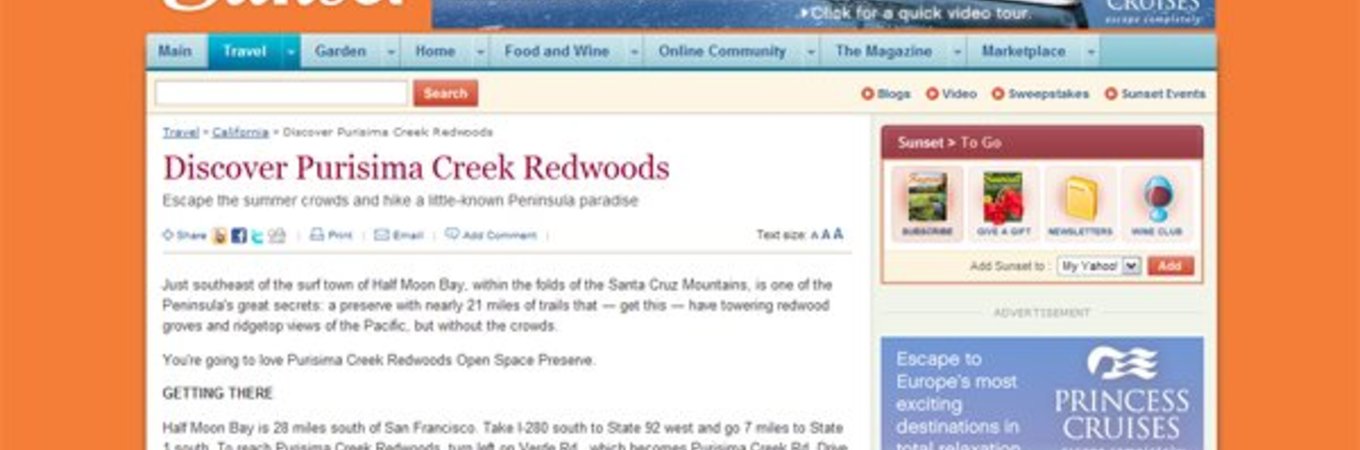 Sunset
Click for a quick video tour.
CRUISES
escape completely
Main
Travel
Garden
Home
Food and Wine
Online Community
The Magazine
Marketplace
Search
Blogs
Video
Sweepstakes
Sunset Events
Travel > California > Discover Purisima Creek Redwoods
Discover Purisima Creek Redwoods
Escape the summer crowds and hike a little-known Peninsula paradise
Share
Print
Email
Add Comment
Text size: A A A
Just southeast of the surf town of Half Moon Bay, within the folds of the Santa Cruz Mountains, is one of the
Peninsula's great secrets: a preserve with nearly 21 miles of trails that — get this — have towering redwood
groves and ridgetop views of the Pacific, but without the crowds.
You're going to love Purisima Creek Redwoods Open Space Preserve.
GETTING THERE
Half Moon Bay is 28 miles south of San Francisco. Take I-280 south to State 92 west and go 7 miles to State
1 south. To reach Purisima Creek Redwoods, turn left on Verde Rd., which becomes Purisima Creek Rd. Drive
Sunset > To Go
SUBSCRIBE
GIVE A GIFT
NEWSLETTERS
WINE CLUB
Add Sunset to :
My Yahoo!
Add
ADVERTISEMENT
Escape to
Europe's most
exciting
destinations in
total relaxation
PRINCESS
CRUISES